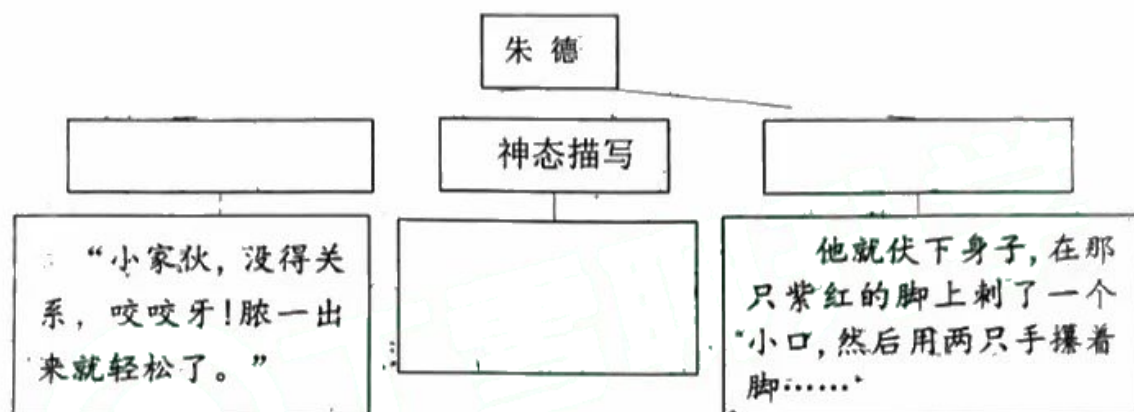 朱 德
神态描写
“小家伙，没得关
系，咬咬牙！脓一出
来就轻松了。”
他就伏下身子，在那
只紫红的脚上刺了一个
小口，然后用两只手攥着
脚……